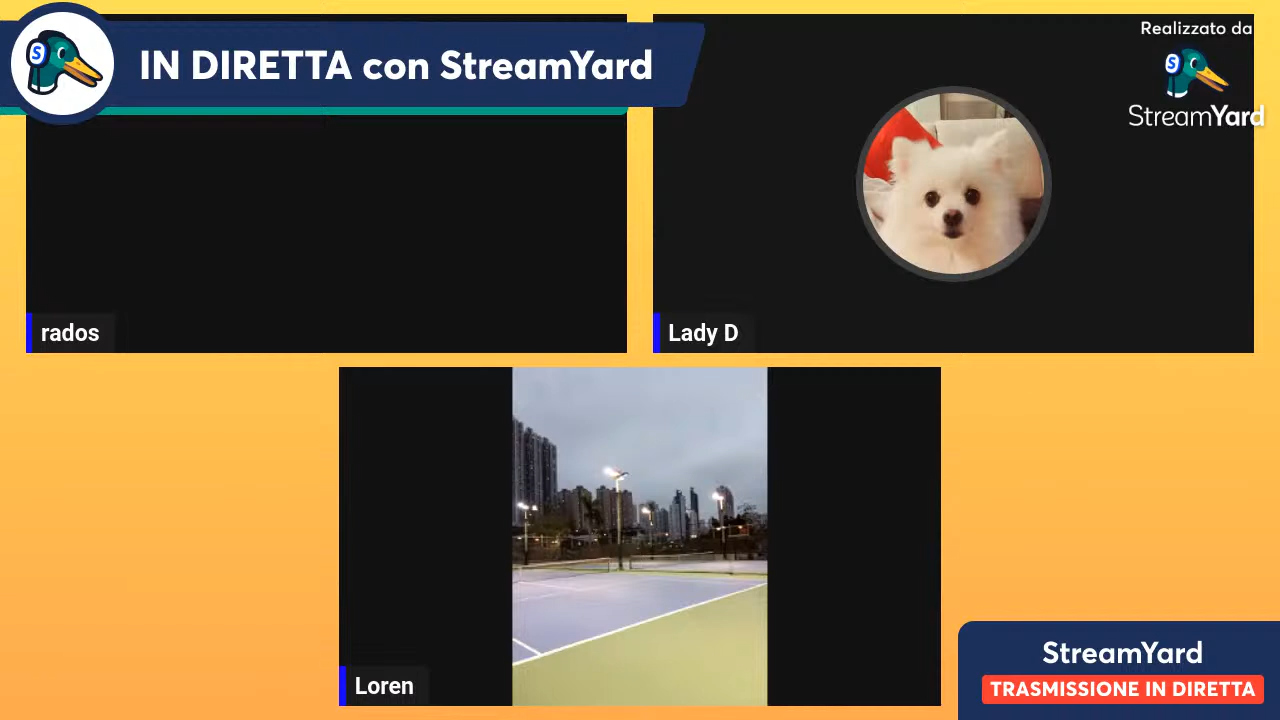 S
IN DIRETTA con StreamYard
Realizzato da
S
StreamYard
rados
Lady D
Loren
StreamYard
TRASMISSIONE IN DIRETTA